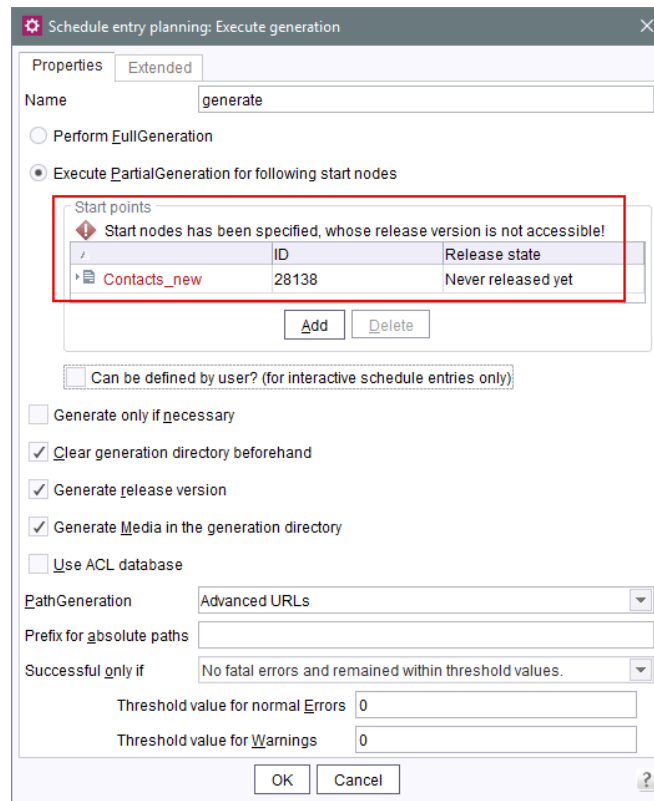 Schedule entry planning: Execute generation
Properties Extended
Name generate
Perform FullGeneration
Execute PartialGeneration for following start nodes
Start points
Start nodes has been specified, whose release version is not accessible!
ID Release state
Contacts_new 28138 Never released yet
Add Delete
Can be defined by user? (for interactive schedule entries only)
Generate only if necessary
Clear generation directory beforehand
Generate release version
Generate Media in the generation directory
Use ACL database
PathGeneration Advanced URLs
Prefix for absolute paths
Successful only if No fatal errors and remained within threshold values.
Threshold value for normal Errors 0
Threshold value for Warnings 0
OK Cancel ?